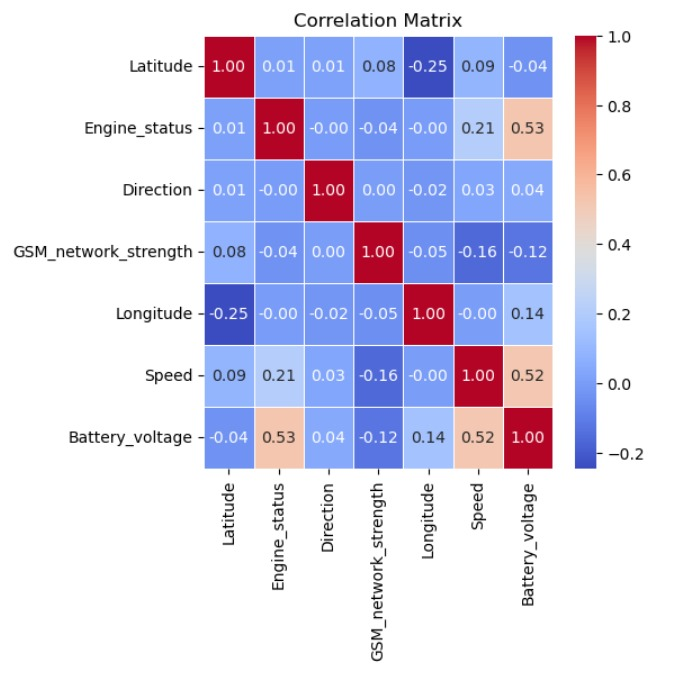 Correlation Matrix
Latitude 1.00 0.01 0.01 0.08 -0.25 0.09 -0.04
Engine_status 0.01 1.00 -0.00 -0.04 -0.00 0.21 0.53
Direction 0.01 -0.00 1.00 0.00 -0.02 0.03 0.04
GSM_network_strength 0.08 -0.04 0.00 1.00 -0.05 -0.16 -0.12
Longitude -0.25 -0.00 -0.02 -0.05 1.00 -0.00 0.14
Speed 0.09 0.21 0.03 -0.16 -0.00 1.00 0.52
Battery_voltage -0.04 0.53 0.04 -0.12 0.14 0.52 1.00
Latitude
Engine_status
Direction
GSM_network_strength
Longitude
Speed
Battery_voltage
1.0
0.8
0.6
0.4
0.2
0.0
−0.2